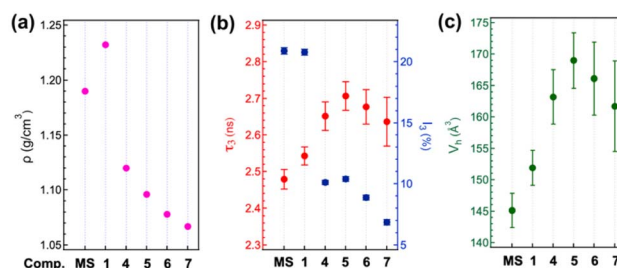 (a)
ρ (g/cm³)
1.20
1.15
1.10
1.05
Comp. MS 1 4 5 6 7
(b)
τ₃ (ns)
2.9
2.8
2.7
2.6
2.5
2.4
2.3
I₃ (%)
20
15
10
5
MS 1 4 5 6 7
(c)
Vₕ (Å³)
175
170
165
160
155
150
145
140
MS 1 4 5 6 7